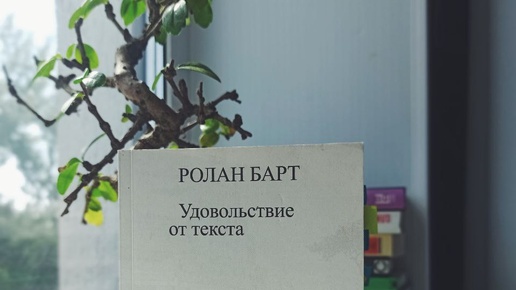 РОЛАН БАРТ
Удовольствие
от текста